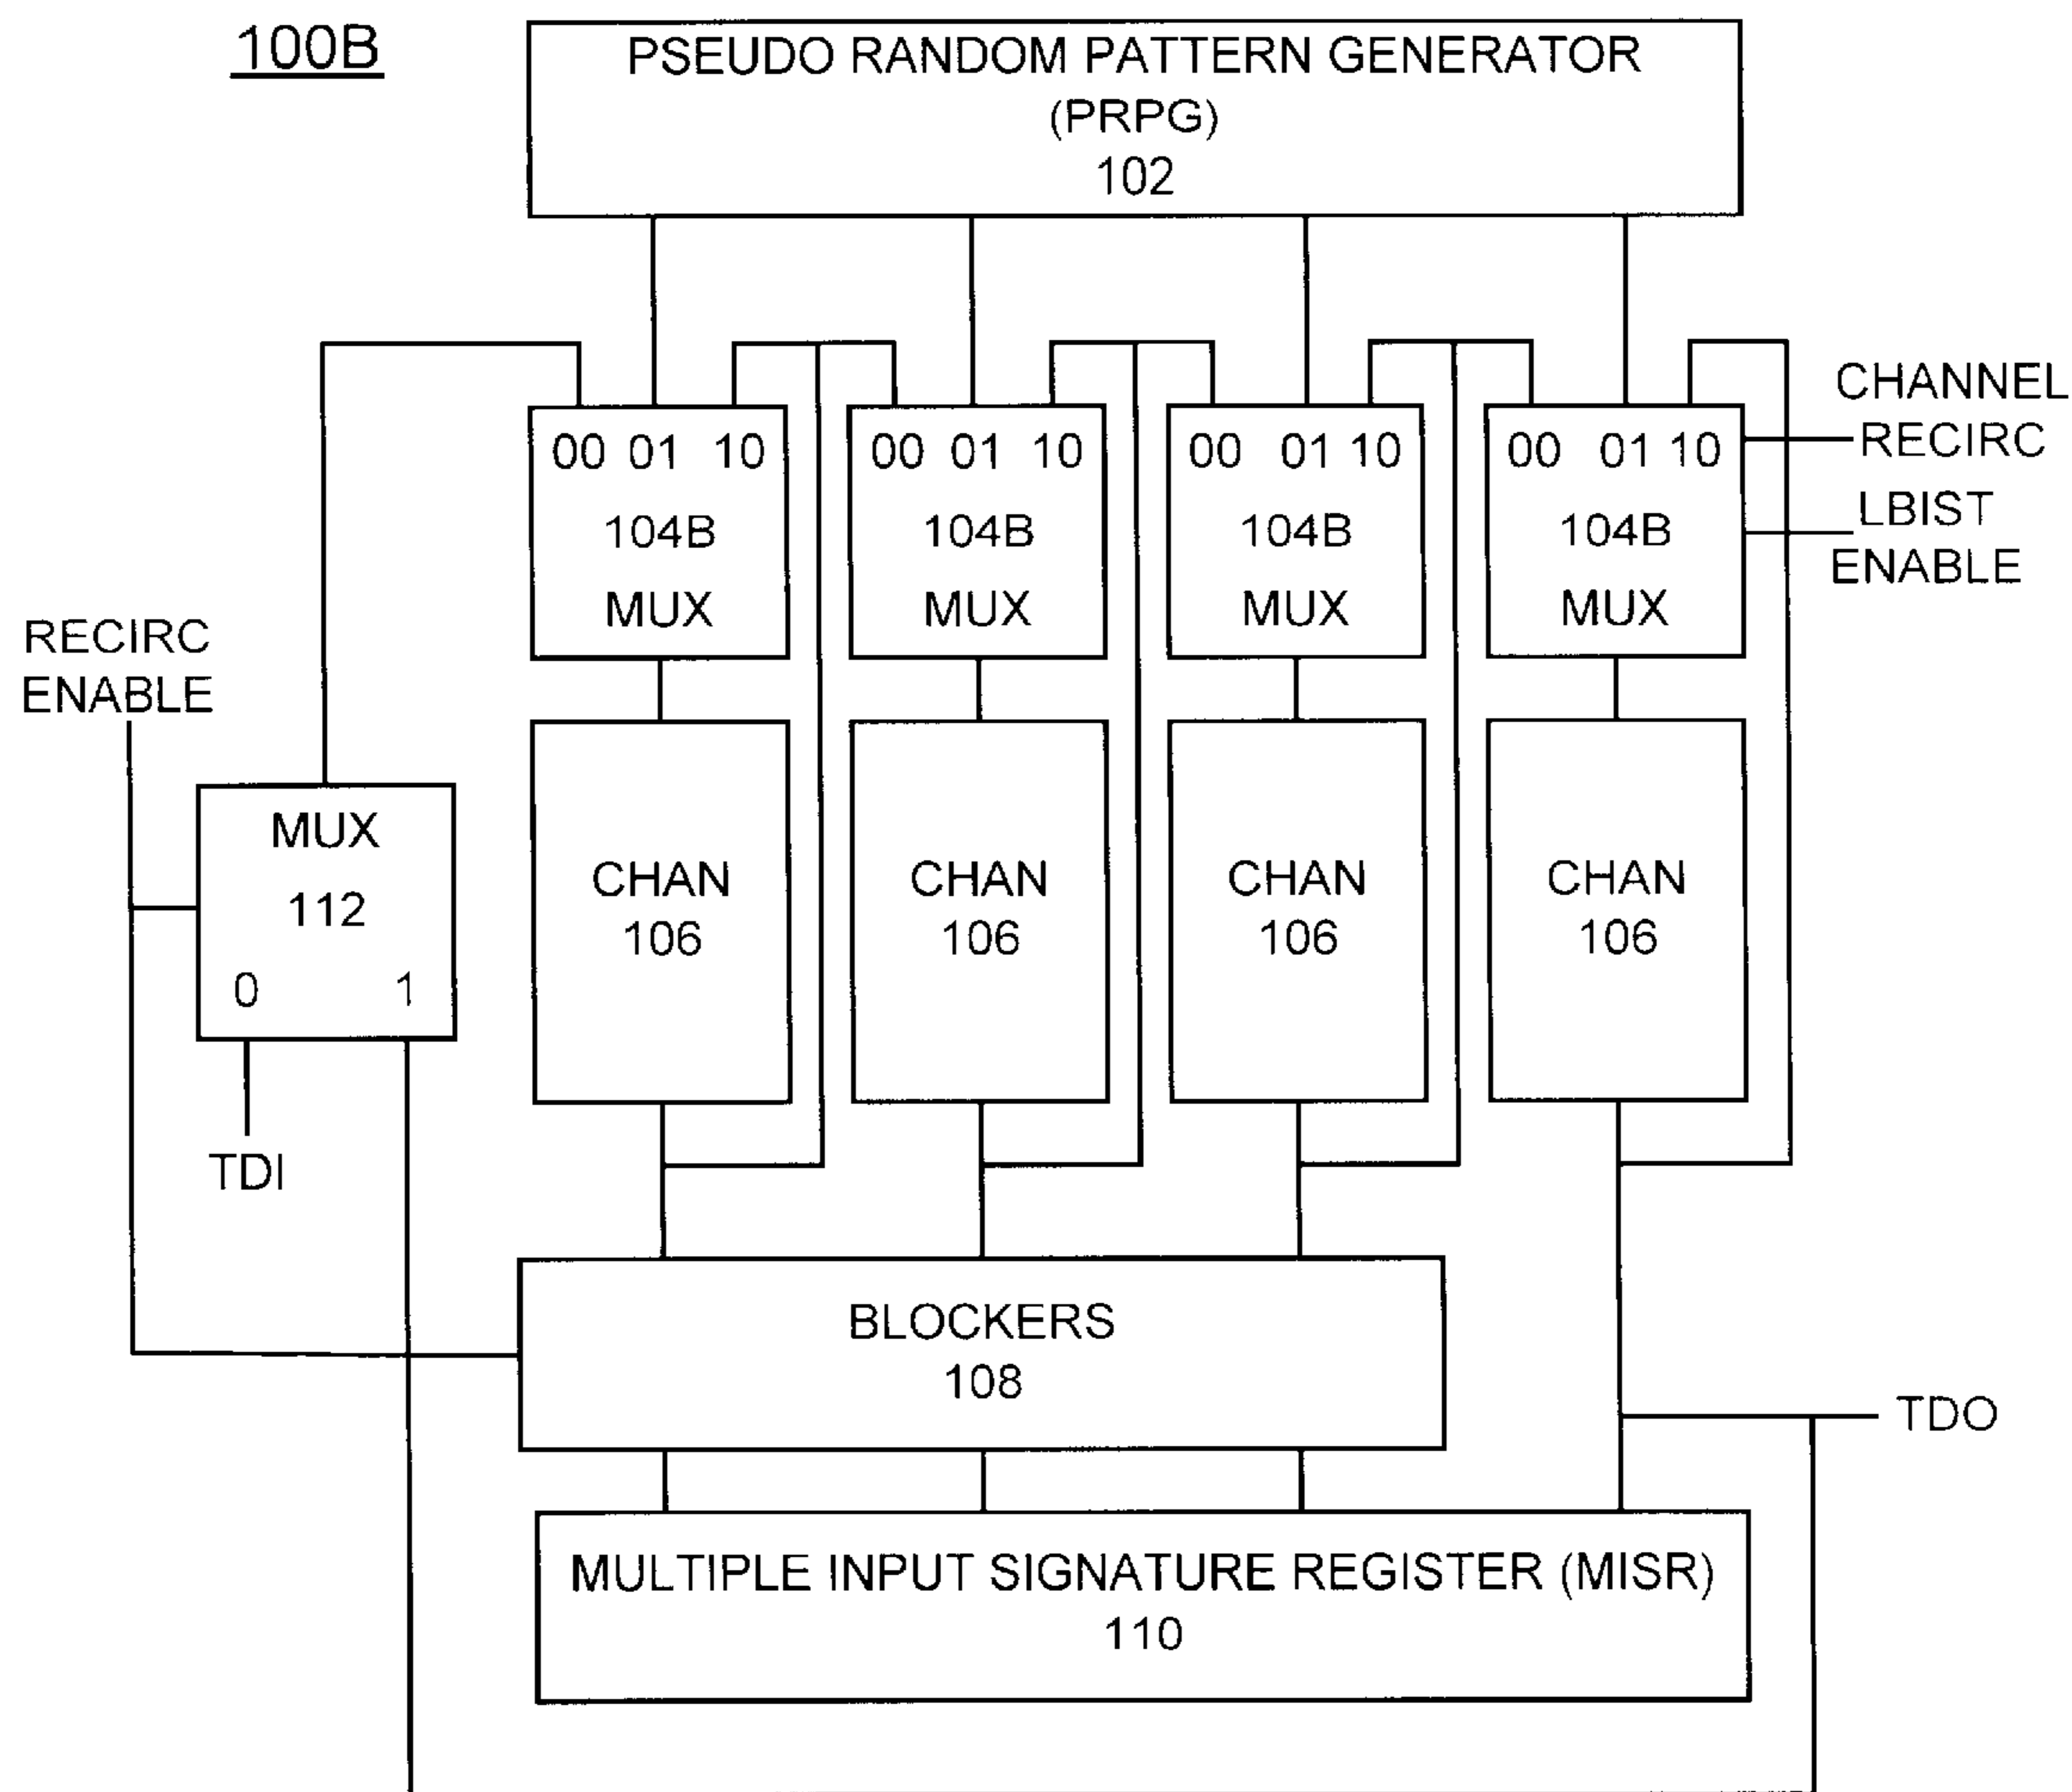 100B
PSEUDO RANDOM PATTERN GENERATOR
(PRPG)
102
CHANNEL
RECIRC
LBIST
ENABLE
00 01 10
104B
MUX
00 01 10
104B
MUX
00 01 10
104B
MUX
00 01 10
104B
MUX
RECIRC
ENABLE
MUX
112
0 1
TDI
CHAN
106
CHAN
106
CHAN
106
CHAN
106
BLOCKERS
108
TDO
MULTIPLE INPUT SIGNATURE REGISTER (MISR)
110